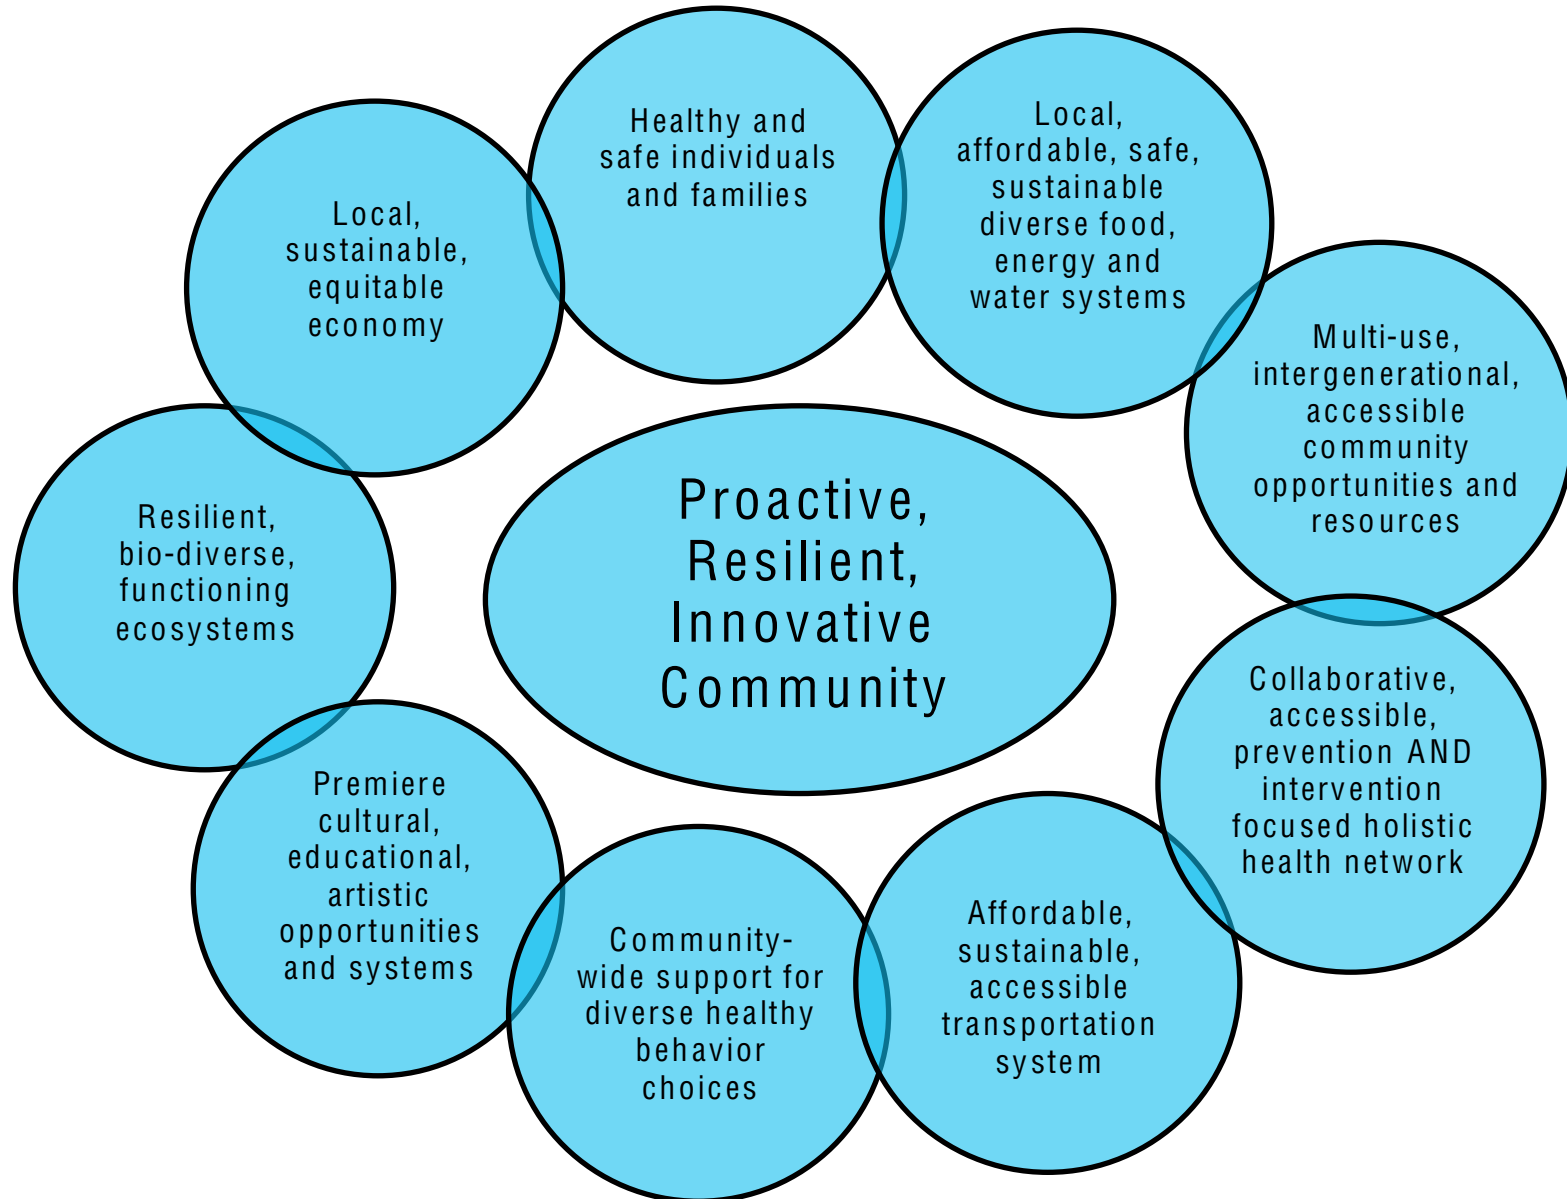 Healthy and
safe individuals
and families
Local,
affordable, safe,
sustainable
diverse food,
energy and
water systems
Multi-use,
intergenerational,
accessible
community
opportunities and
resources
Collaborative,
accessible,
prevention AND
intervention
focused holistic
health network
Affordable,
sustainable,
accessible
transportation
system
Community-
wide support for
diverse healthy
behavior
choices
Premiere
cultural,
educational,
artistic
opportunities
and systems
Resilient,
bio-diverse,
functioning
ecosystems
Local,
sustainable,
equitable
economy
Proactive,
Resilient,
Innovative
Community